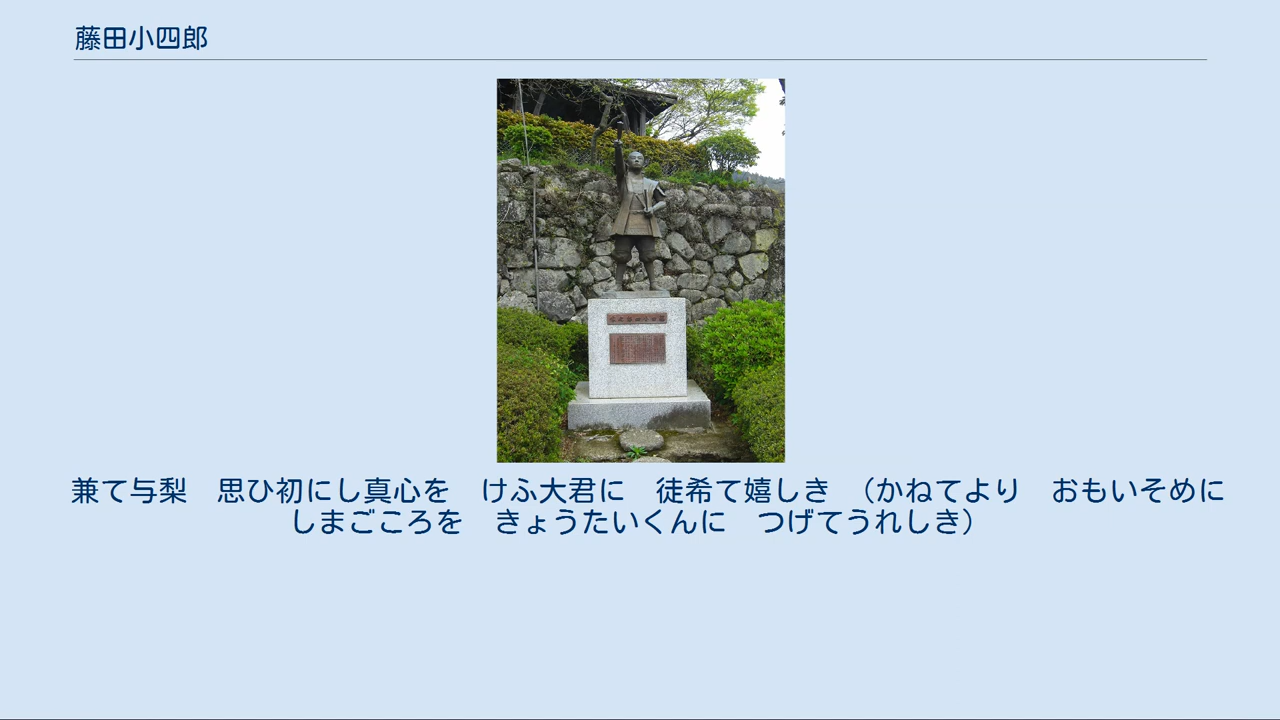 藤田小四郎
兼て与梨　思ひ初にし真心を　けふ大君に　徒希て嬉しき　（かねてより　おもいそめに
しまごころを　きょうたいくんに　つげてうれしき）